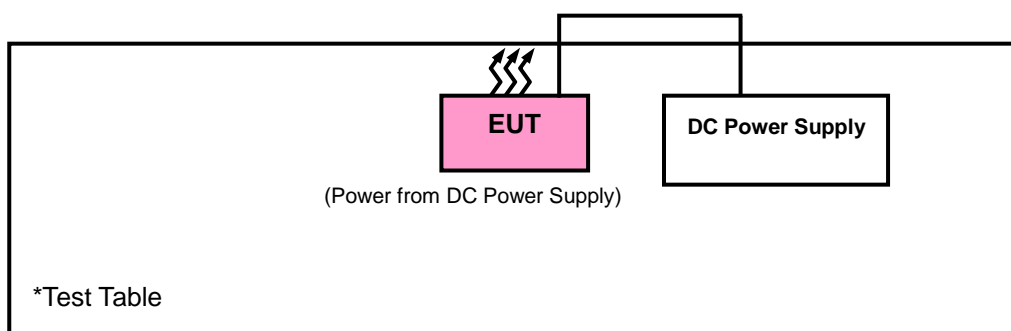 EUT
DC Power Supply
(Power from DC Power Supply)
*Test Table